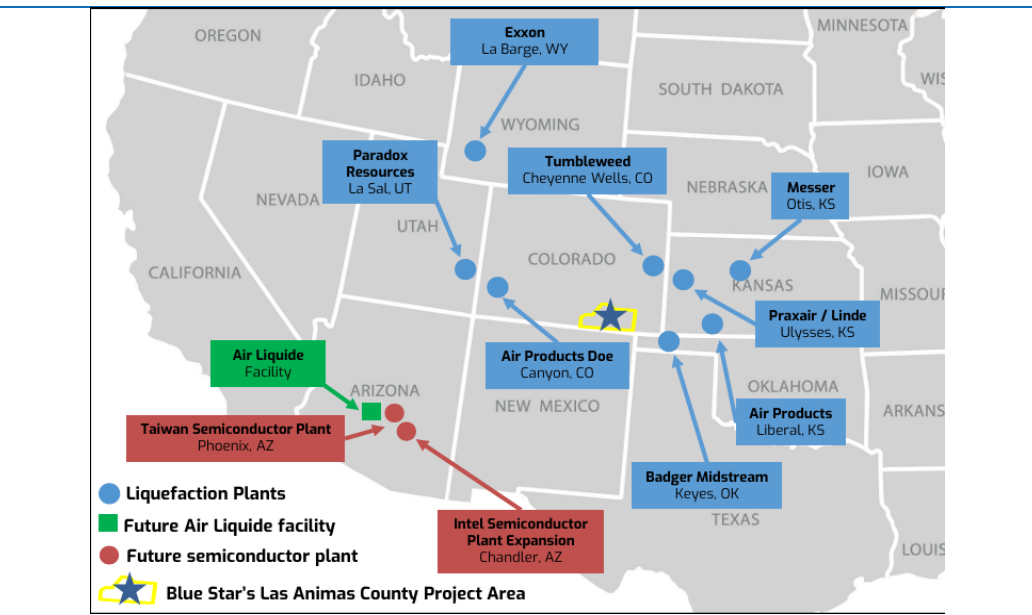 OREGON
IDAHO
WYOMING
SOUTH DAKOTA
MINNESOTA
WIS
NEVADA
UTAH
COLORADO
NEBRASKA
IOWA
CALIFORNIA
KANSAS
MISSOUR
ARIZONA
NEW MEXICO
OKLAHOMA
ARKANS
TEXAS
LOUIS
Exxon
La Barge, WY
Paradox
Resources
La Sal, UT
Tumbleweed
Cheyenne Wells, CO
Messer
Otis, KS
Praxair / Linde
Ulysses, KS
Air Products Doe
Canyon, CO
Air Products
Liberal, KS
Badger Midstream
Keyes, OK
Air Liquide
Facility
Taiwan Semiconductor Plant
Phoenix, AZ
Intel Semiconductor
Plant Expansion
Chandler, AZ
Liquefaction Plants
Future Air Liquide facility
Future semiconductor plant
Blue Star's Las Animas County Project Area